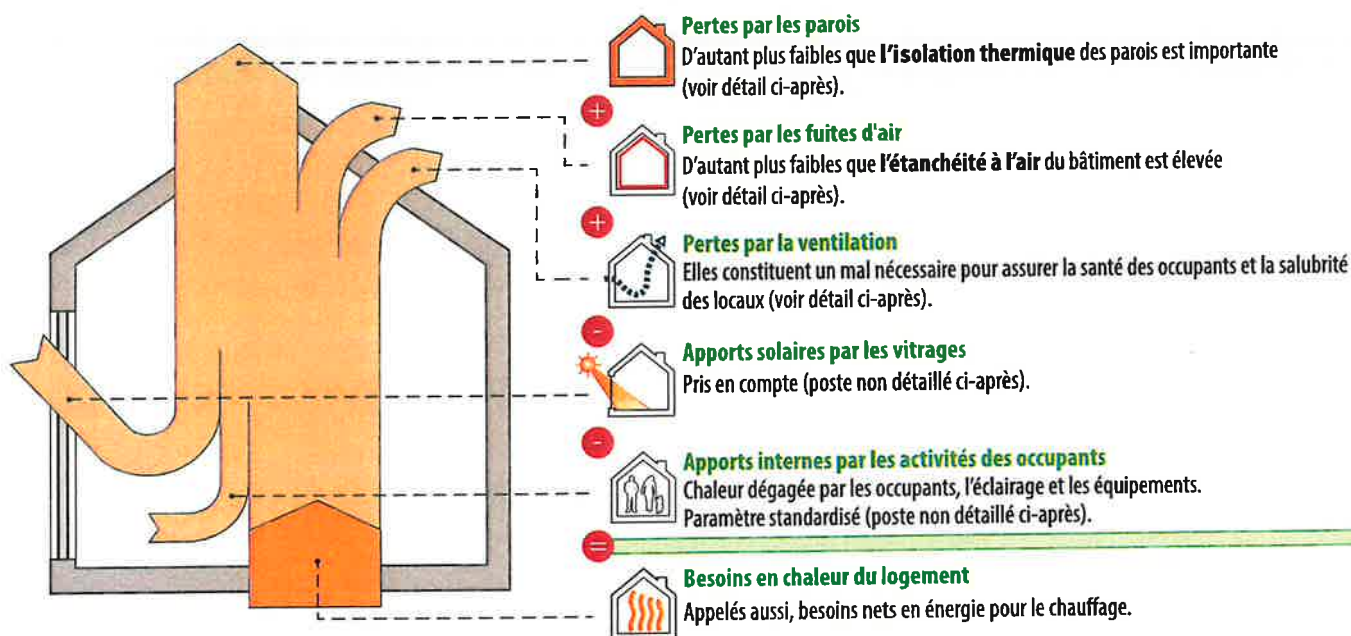 Pertes par les parois
D'autant plus faibles que l'isolation thermique des parois est importante
(voir détail ci-après).
+
Pertes par les fuites d'air
D'autant plus faibles que l'étanchéité à l'air du bâtiment est élevée
(voir détail ci-après).
+
Pertes par la ventilation
Elles constituent un mal nécessaire pour assurer la santé des occupants et la salubrité
des locaux (voir détail ci-après).
-
Apports solaires par les vitrages
Pris en compte (poste non détaillé ci-après).
-
Apports internes par les activités des occupants
Chaleur dégagée par les occupants, l'éclairage et les équipements.
Paramètre standardisé (poste non détaillé ci-après).
=
Besoins en chaleur du logement
Appelés aussi, besoins nets en énergie pour le chauffage.